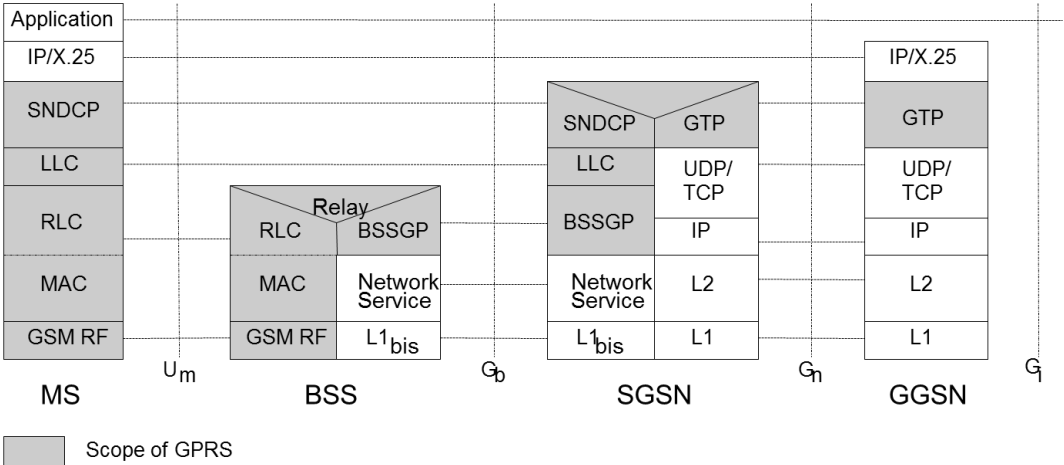 Application
IP/X.25
SNDCP
LLC
RLC
MAC
GSM RF
MS
Um
Relay
RLC BSSGP
MAC Network Service
GSM RF L1bis
BSS
Gb
SNDCP GTP
LLC UDP/TCP
BSSGP IP
Network Service L2
L1bis L1
SGSN
Gn
IP/X.25
GTP
UDP/
TCP
IP
L2
L1
GGSN
Gi
Scope of GPRS